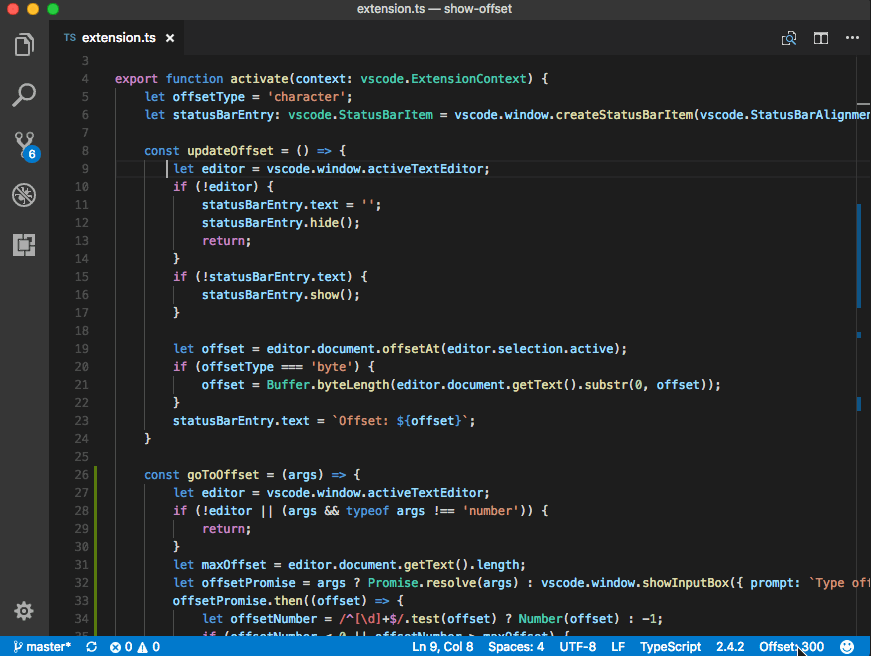 extension.ts — show-offset
TS extension.ts ×
3
4 export function activate(context: vscode.ExtensionContext) {
5 let offsetType = 'character';
6 let statusBarEntry: vscode.StatusBarItem = vscode.window.createStatusBarItem(vscode.StatusBarAlignmen
7
8 const updateOffset = () => {
9 let editor = vscode.window.activeTextEditor;
10 if (!editor) {
11 statusBarEntry.text = '';
12 statusBarEntry.hide();
13 return;
14 }
15 if (!statusBarEntry.text) {
16 statusBarEntry.show();
17 }
18
19 let offset = editor.document.offsetAt(editor.selection.active);
20 if (offsetType === 'byte') {
21 offset = Buffer.byteLength(editor.document.getText().substr(0, offset));
22 }
23 statusBarEntry.text = `Offset: ${offset}`;
24 }
25
26 const goToOffset = (args) => {
27 let editor = vscode.window.activeTextEditor;
28 if (!editor || (args && typeof args !== 'number')) {
29 return;
30 }
31 let maxOffset = editor.document.getText().length;
32 let offsetPromise = args ? Promise.resolve(args) : vscode.window.showInputBox({ prompt: `Type off
33 offsetPromise.then((offset) => {
34 let offsetNumber = /^[\d]+$/.test(offset) ? Number(offset) : -1;
35 if (offsetNumber < 0 || offsetNumber > maxOffset) {
6
master* 0 0 Ln 9, Col 8 Spaces: 4 UTF-8 LF TypeScript 2.4.2 Offset: 300